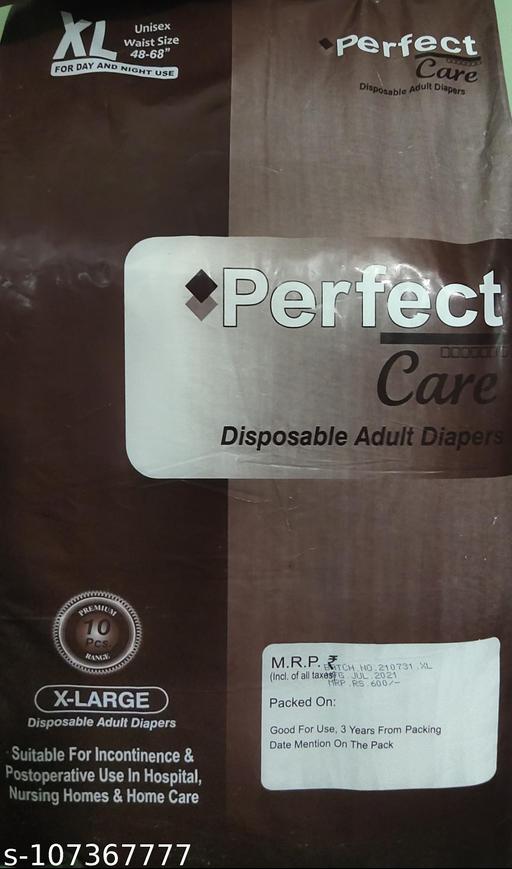 XL
Unisex
Waist Size
48-68"
FOR DAY AND NIGHT USE
Perfect
Care
Disposable Adult Diapers
Perfect
Care
Disposable Adult Diapers
PREMIUM
10
Pcs.
RANGE
X-LARGE
Disposable Adult Diapers
Suitable For Incontinence &
Postoperative Use In Hospital,
Nursing Homes & Home Care
M.R.P. ₹
BATCH.NO.210731.XL
(Incl. of all taxes)
MFG.JUL.2021
MRP.RS.600/-
Packed On:
Good For Use, 3 Years From Packing
Date Mention On The Pack
s-107367777